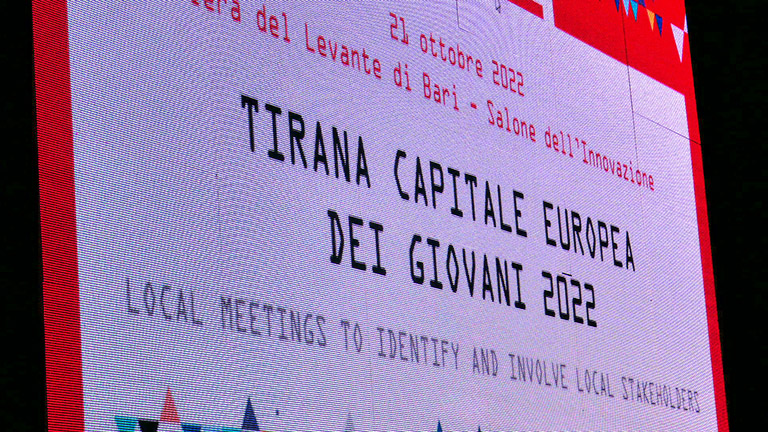 21 ottobre 2022
Fiera del Levante di Bari - Salone dell'Innovazione
TIRANA CAPITALE EUROPEA
DEI GIOVANI 2022
LOCAL MEETINGS TO IDENTIFY AND INVOLVE LOCAL STAKEHOLDERS